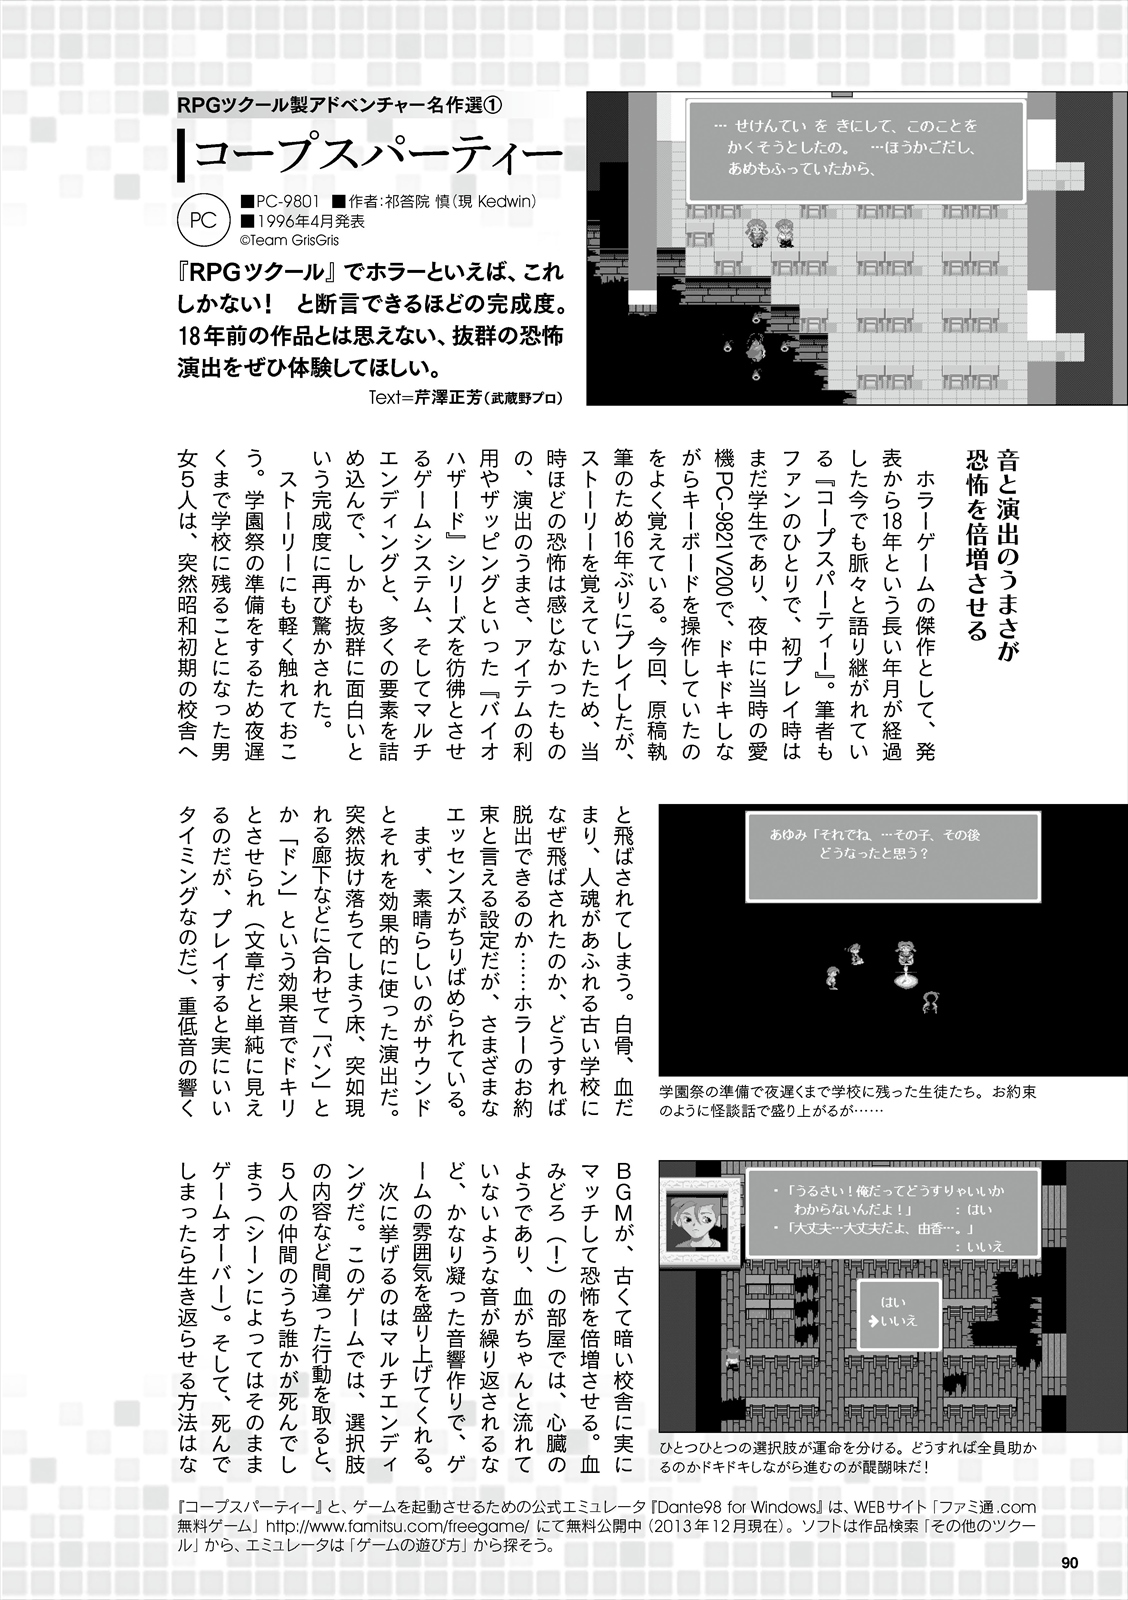 RPGツクール製アドベンチャー名作選①
コープスパーティー
PC
■PC-9801 ■作者：祁答院 慎（現 Kedwin）
■1996年4月発表
©Team GrisGris
『RPGツクール』でホラーといえば、これ
しかない！ と断言できるほどの完成度。
18年前の作品とは思えない、抜群の恐怖
演出をぜひ体験してほしい。
Text=芹澤正芳（武蔵野プロ）
… せけんてい を きにして、このことを
かくそうとしたの。 …ほうかごだし、
あめもふっていたから、
音と演出のうまさが
恐怖を倍増させる
ホラーゲームの傑作として、発
表から18年という長い年月が経過
した今でも脈々と語り継がれてい
る『コープスパーティー』。筆者も
ファンのひとりで、初プレイ時は
まだ学生であり、夜中に当時の愛
機PC-9821V200で、ドキドキしな
がらキーボードを操作していたの
をよく覚えている。今回、原稿執
筆のため16年ぶりにプレイしたが、
ストーリーを覚えていたため、当
時ほどの恐怖は感じなかったもの
の、演出のうまさ、アイテムの利
用やザッピングといった『バイオ
ハザード』シリーズを彷彿とさせ
るゲームシステム、そしてマルチ
エンディングと、多くの要素を詰
め込んで、しかも抜群に面白いと
いう完成度に再び驚かされた。
ストーリーにも軽く触れておこ
う。学園祭の準備をするため夜遅
くまで学校に残ることになった男
女５人は、突然昭和初期の校舎へ
と飛ばされてしまう。白骨、血だ
まり、人魂があふれる古い学校に
なぜ飛ばされたのか、どうすれば
脱出できるのか……ホラーのお約
束と言える設定だが、さまざまな
エッセンスがちりばめられている。
まず、素晴らしいのがサウンド
とそれを効果的に使った演出だ。
突然抜け落ちてしまう床、突如現
れる廊下などに合わせて「バン」と
か「ドン」という効果音でドキリ
とさせられ（文章だと単純に見え
るのだが、プレイすると実にいい
タイミングなのだ）、重低音の響く
BGMが、古くて暗い校舎に実に
マッチして恐怖を倍増させる。血
みどろ（！）の部屋では、心臓の
ようであり、血がちゃんと流れて
いないような音が繰り返されるな
ど、かなり凝った音響作りで、ゲ
ームの雰囲気を盛り上げてくれる。
次に挙げるのはマルチエンディ
ングだ。このゲームでは、選択肢
の内容など間違った行動を取ると、
５人の仲間のうち誰かが死んでし
まう（シーンによってはそのまま
ゲームオーバー）。そして、死んで
しまったら生き返らせる方法はな
あゆみ「それでね、…その子、その後
どうなったと思う？
学園祭の準備で夜遅くまで学校に残った生徒たち。お約束
のように怪談話で盛り上がるが……
・「うるさい！俺だってどうすりゃいいか
わからないんだよ！」 ：はい
・「大丈夫…大丈夫だよ、由香…。」
：いいえ
はい
いいえ
ひとつひとつの選択肢が運命を分ける。どうすれば全員助か
るのかドキドキしながら進むのが醍醐味だ！
『コープスパーティー』と、ゲームを起動させるための公式エミュレータ『Dante98 for Windows』は、WEBサイト「ファミ通.com
無料ゲーム」http://www.famitsu.com/freegame/ にて無料公開中（2013年12月現在）。ソフトは作品検索「その他のツクー
ル」から、エミュレータは「ゲームの遊び方」から探そう。
90